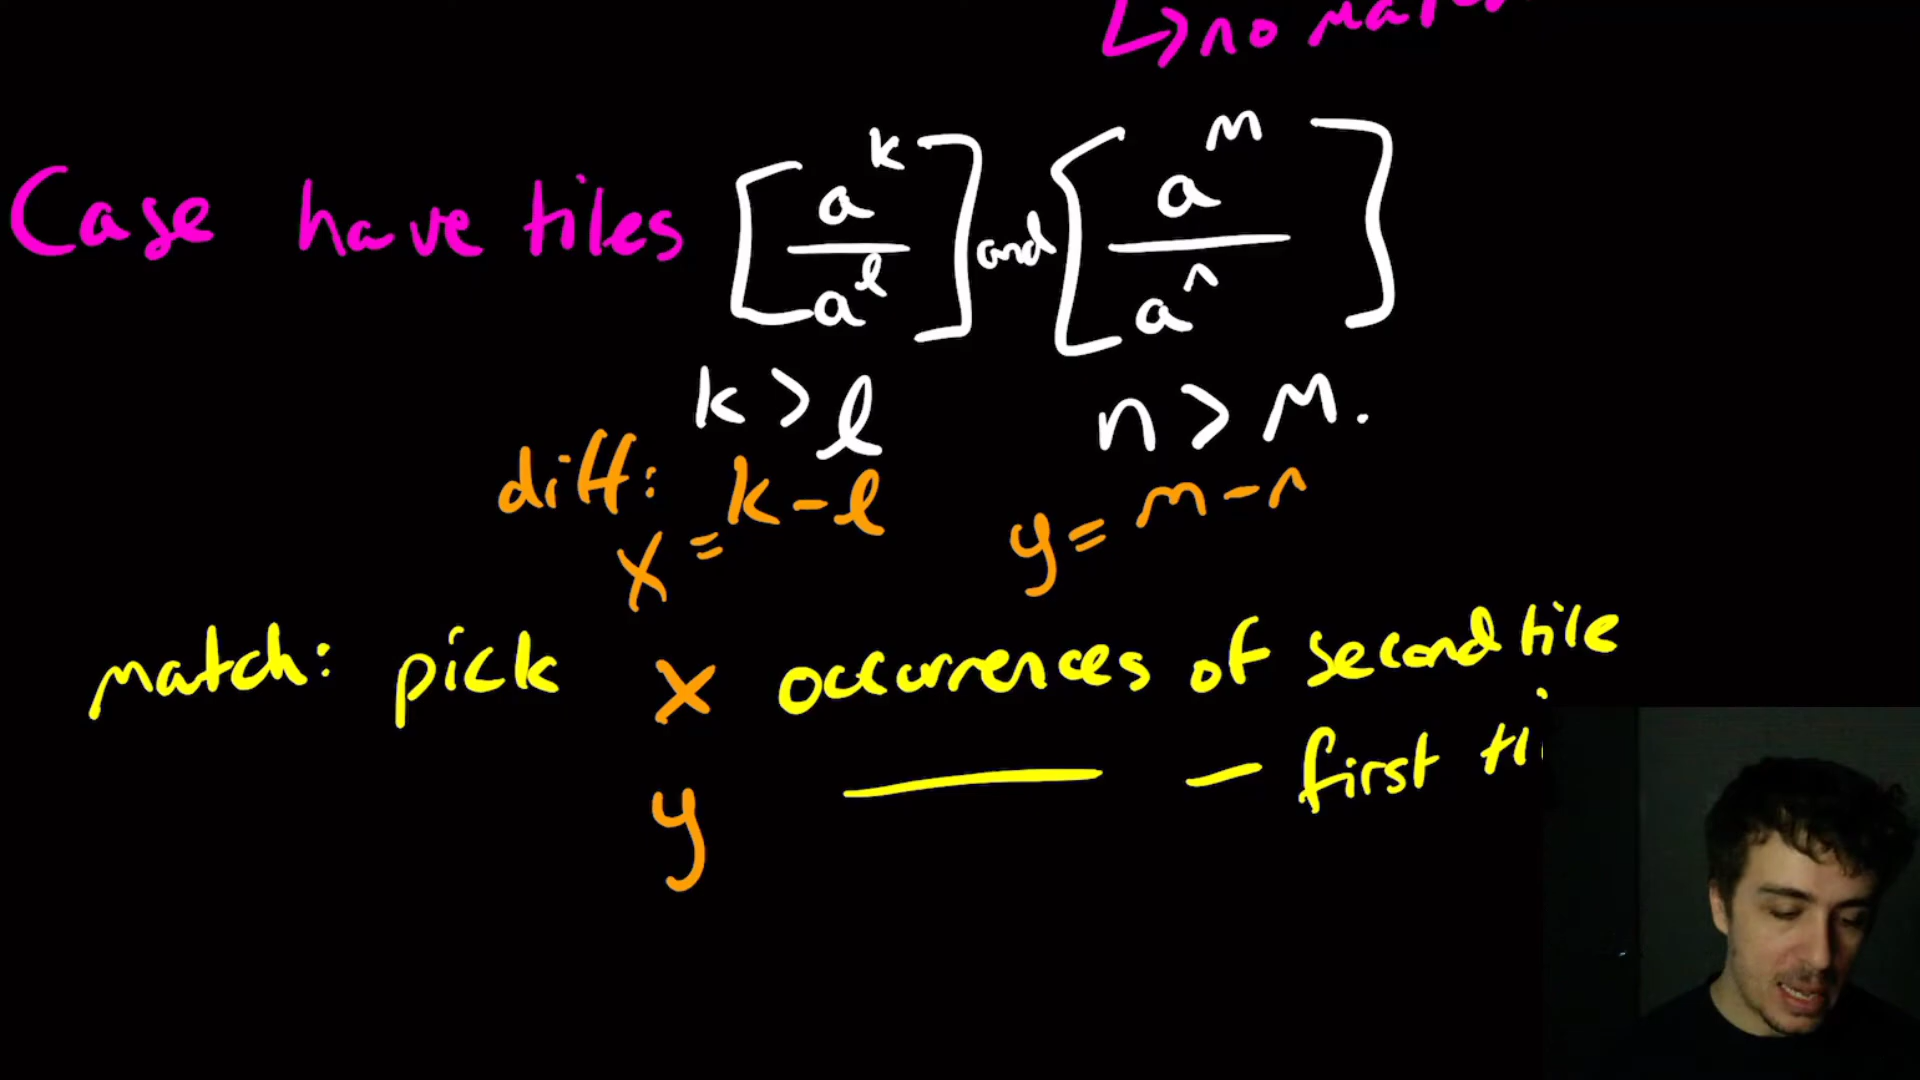 ↳ no
Case have tiles [a^k / a^l] and [a^m / a^n]
k > l n > m.
diff: x = k - l y = m - n
match: pick x occurrences of second tile
y —— — first